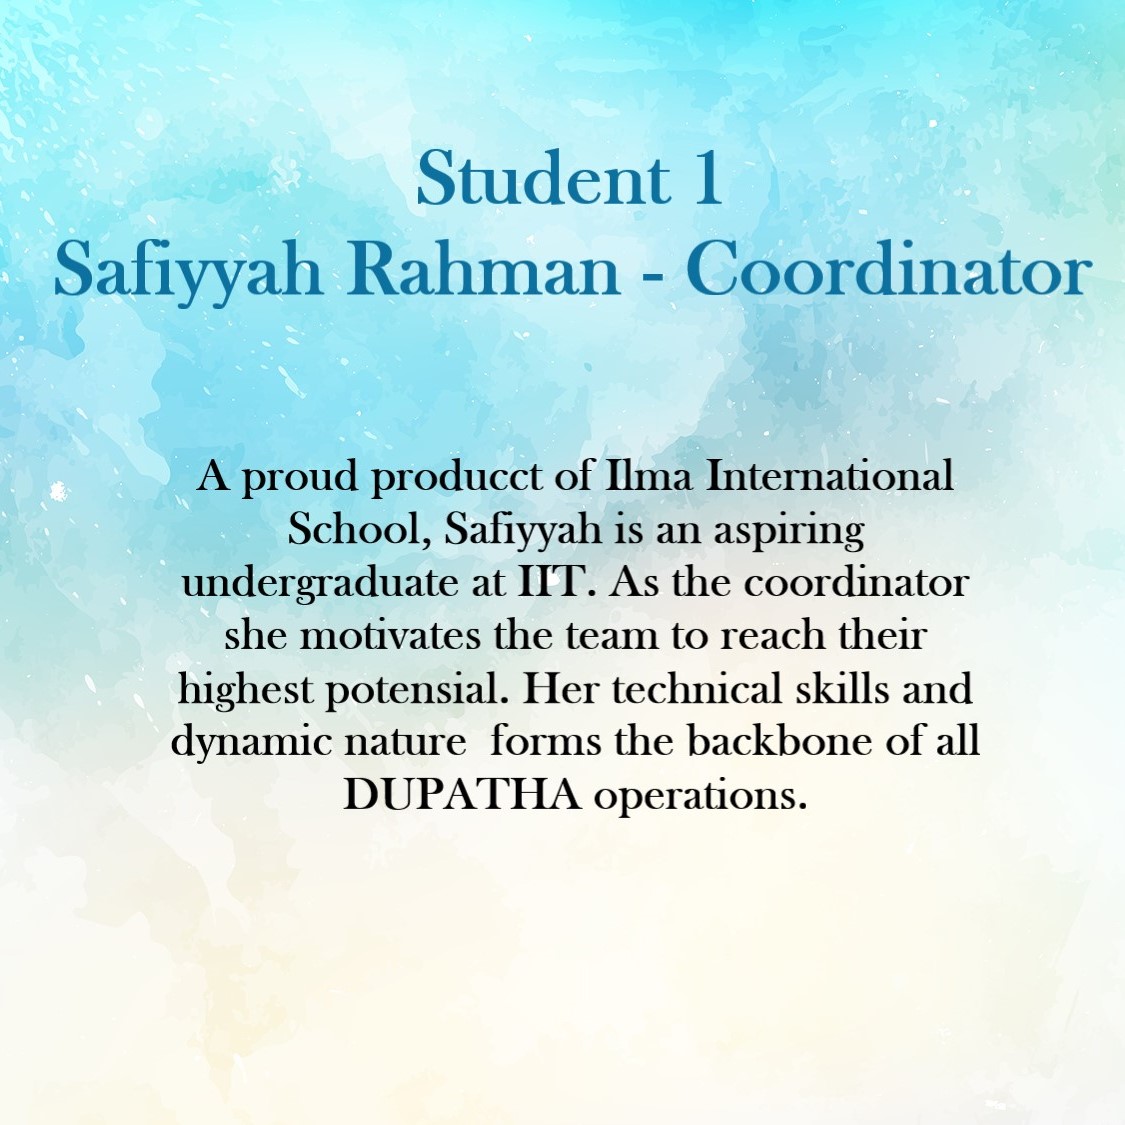 Student 1
Safiyyah Rahman - Coordinator
A proud producct of Ilma International
School, Safiyyah is an aspiring
undergraduate at IIT. As the coordinator
she motivates the team to reach their
highest potensial. Her technical skills and
dynamic nature  forms the backbone of all
DUPATHA operations.